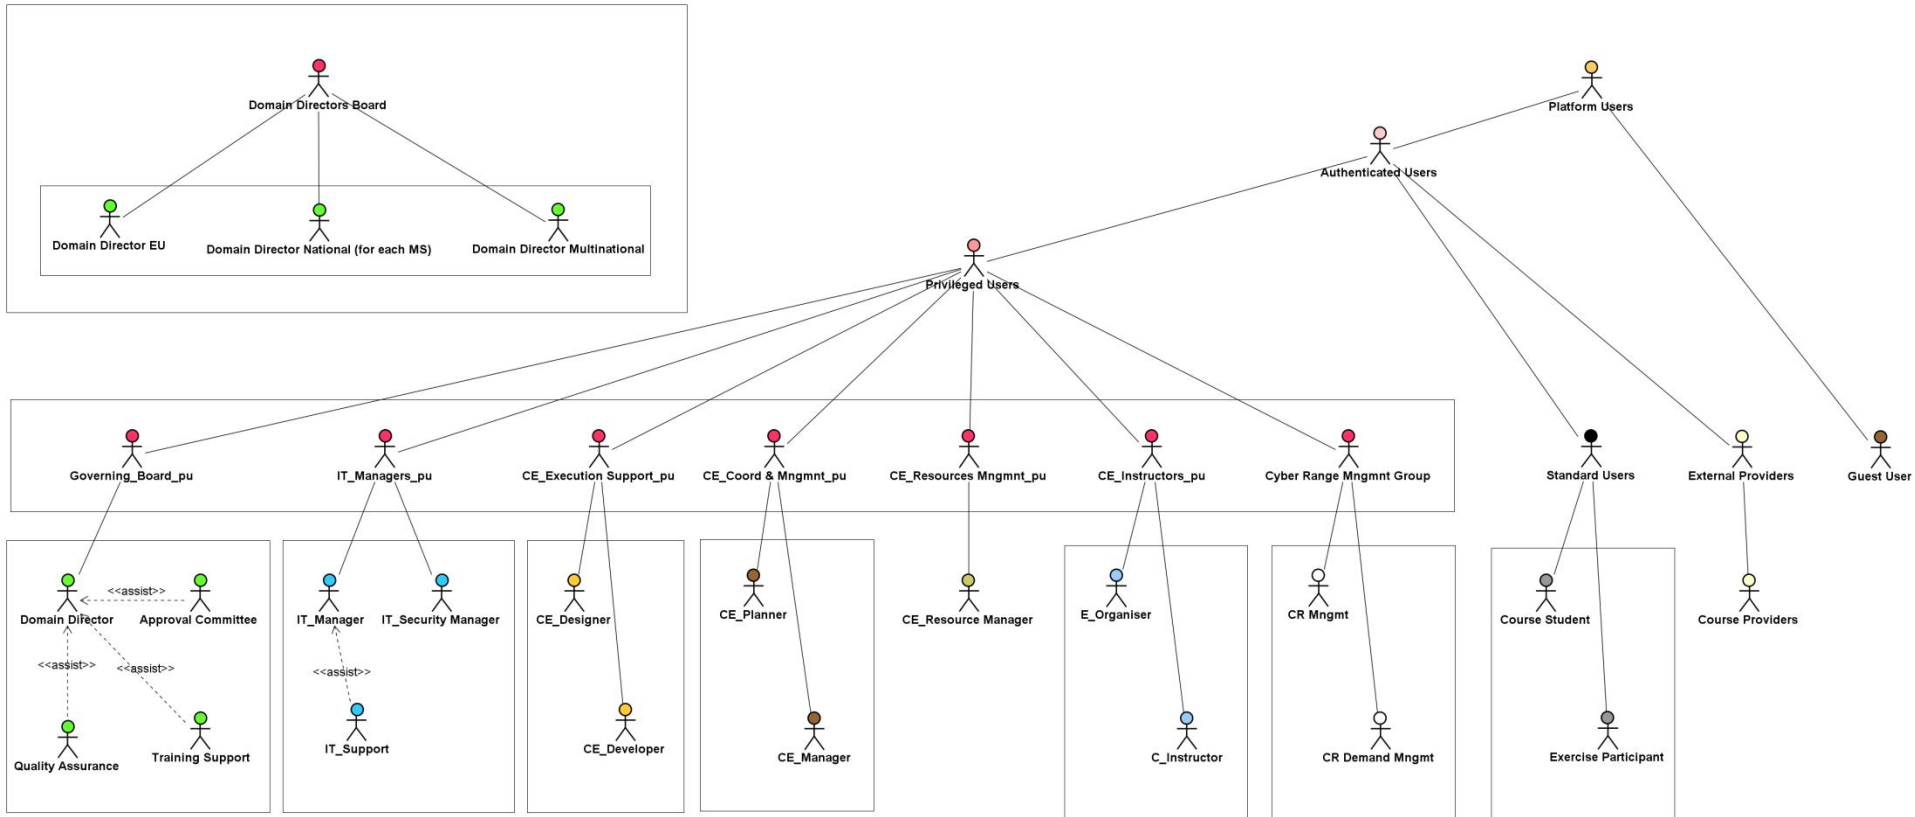 Domain Directors Board
Platform Users
Authenticated Users
Domain Director EU
Domain Director National (for each MS)
Domain Director Multinational
Privileged Users
Governing_Board_pu
IT_Managers_pu
CE_Execution Support_pu
CE_Coord & Mngmnt_pu
CE_Resources Mngmnt_pu
CE_Instructors_pu
Cyber Range Mngmnt Group
Standard Users
External Providers
Guest User
<<assist>>
Domain Director
Approval Committee
IT_Manager
IT_Security Manager
CE_Designer
CE_Planner
CE_Resource Manager
E_Organiser
CR Mngmt
Course Student
Course Providers
<<assist>>
<<assist>>
<<assist>>
Quality Assurance
Training Support
IT_Support
CE_Developer
CE_Manager
C_Instructor
CR Demand Mngmt
Exercise Participant